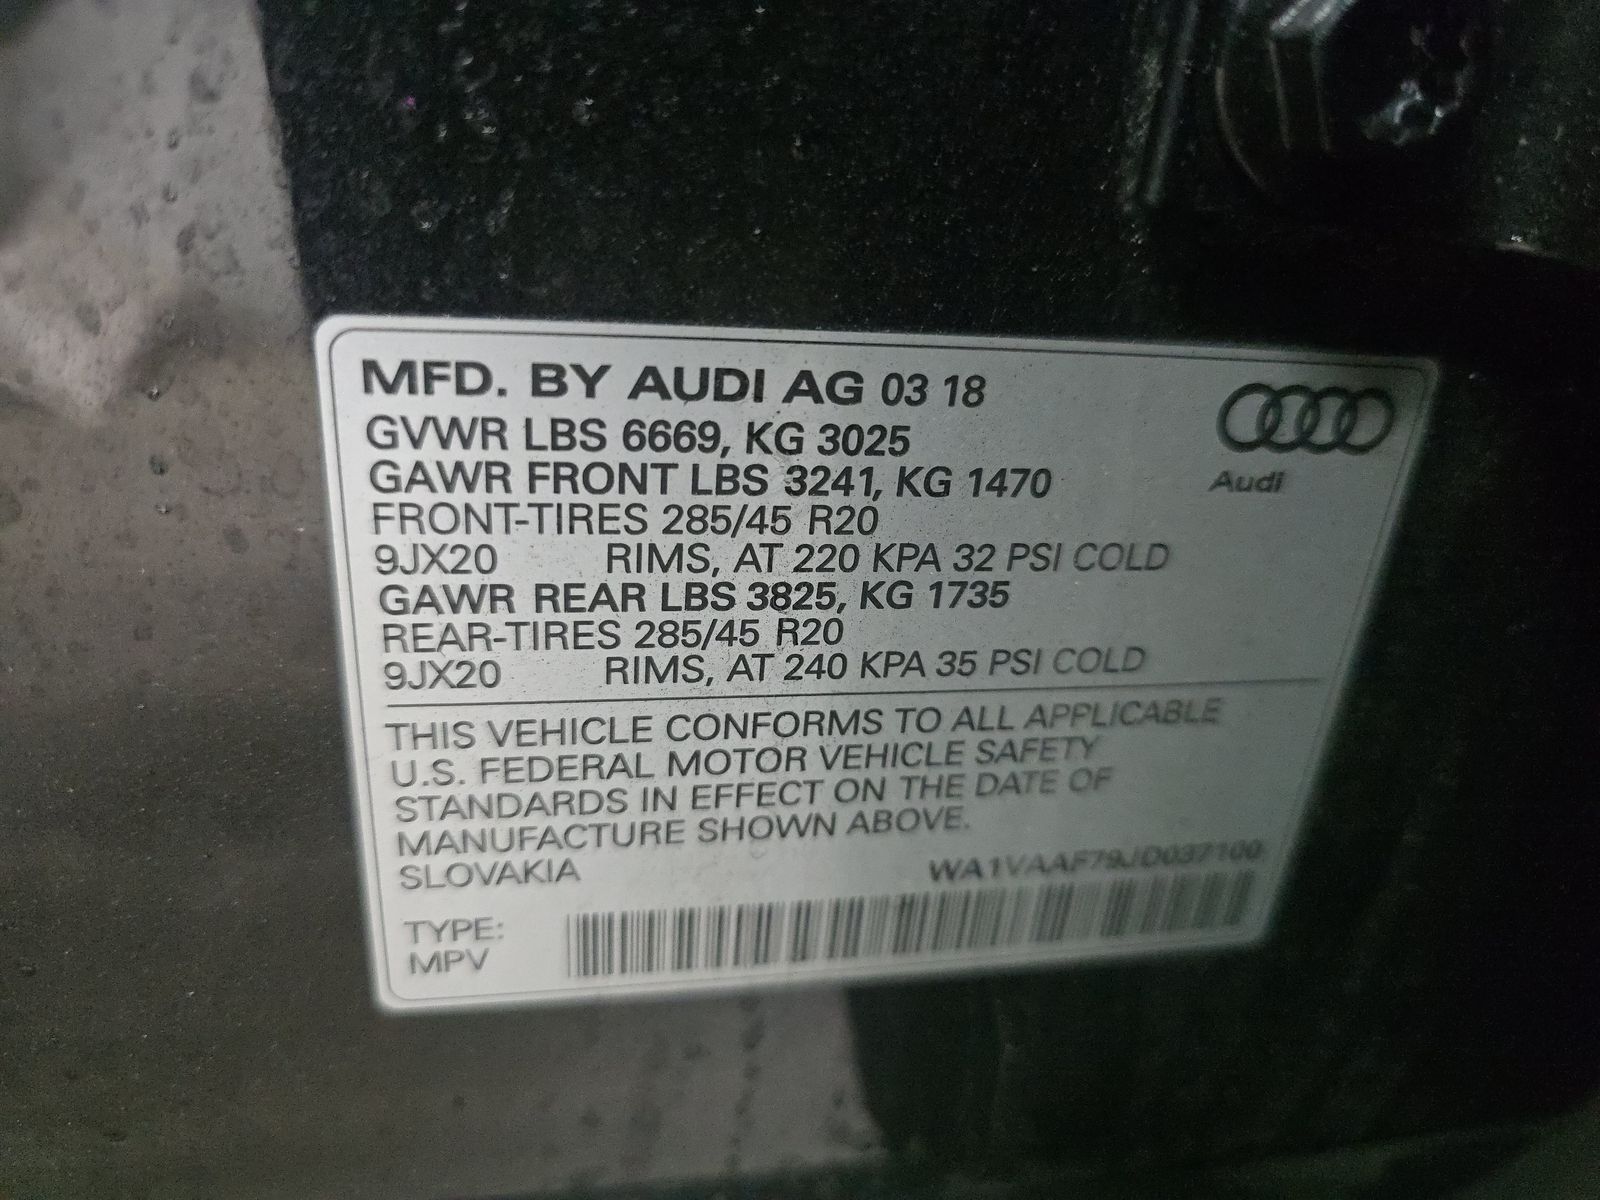 MFD. BY AUDI AG 03 18
GVWR LBS 6669, KG 3025
GAWR FRONT LBS 3241, KG 1470
FRONT-TIRES 285/45 R20
9JX20 RIMS, AT 220 KPA 32 PSI COLD
GAWR REAR LBS 3825, KG 1735
REAR-TIRES 285/45 R20
9JX20 RIMS, AT 240 KPA 35 PSI COLD
Audi
THIS VEHICLE CONFORMS TO ALL APPLICABLE
U.S. FEDERAL MOTOR VEHICLE SAFETY
STANDARDS IN EFFECT ON THE DATE OF
MANUFACTURE SHOWN ABOVE.
SLOVAKIA WA1VAAF79JD037100
TYPE:
MPV